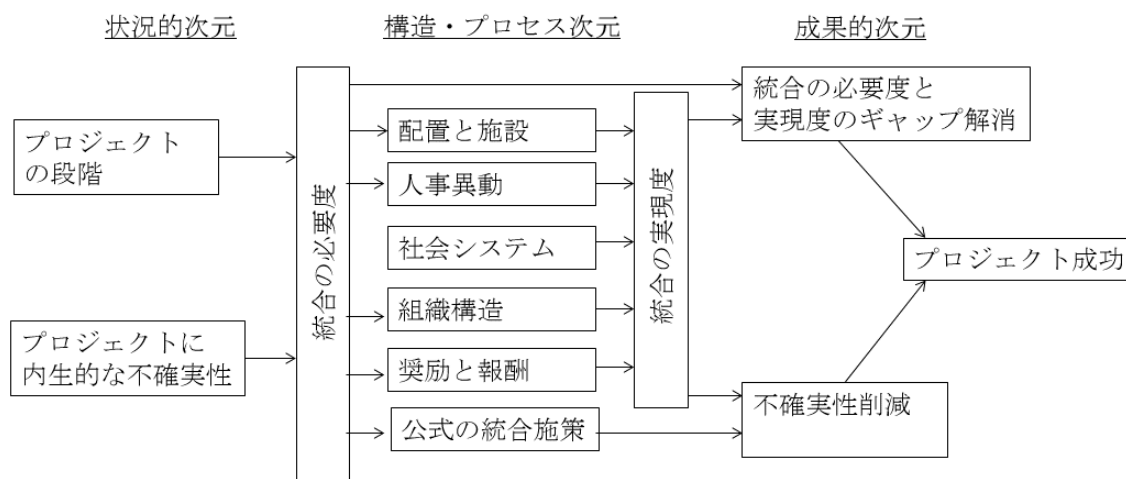 状況的次元
構造・プロセス次元
成果的次元
プロジェクト
の段階
プロジェクトに
内生的な不確実性
統合の必要度
配置と施設
人事異動
社会システム
組織構造
奨励と報酬
公式の統合施策
統合の実現度
統合の必要度と
実現度のギャップ解消
プロジェクト成功
不確実性削減